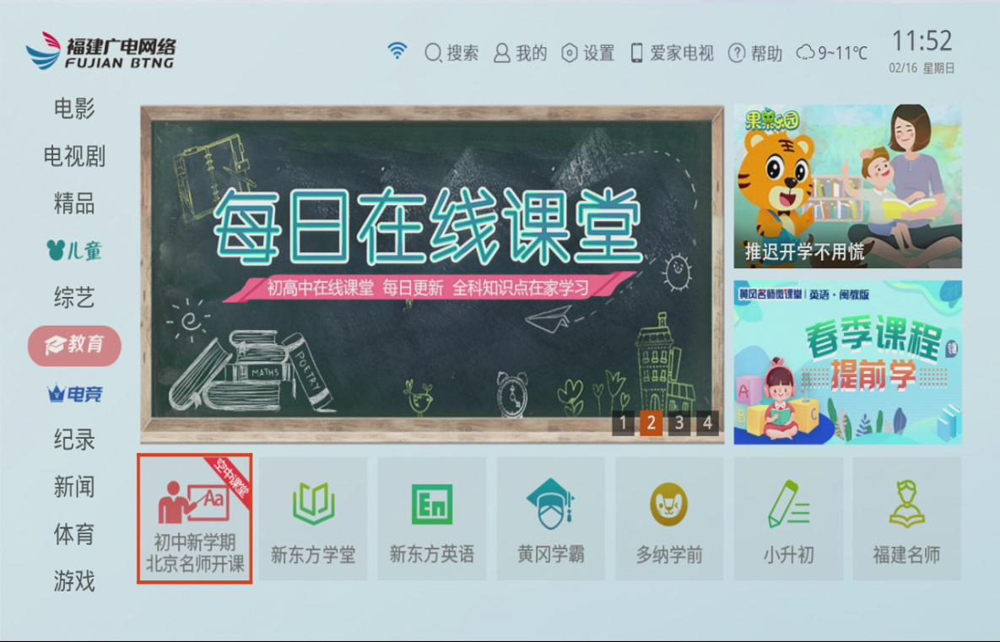 福建广电网络
FUJIAN BTNG
搜索 我的 设置 爱家电视 帮助 9~11℃
11:52
02/16 星期日
电影
电视剧
精品
儿童
综艺
教育
电竞
纪录
新闻
体育
游戏
每日在线课堂
初高中在线课堂 每日更新 全科知识点在家学习
MATHS
POETRY
1 2 3 4
果果乐园
推迟开学不用慌
黄冈名师微课堂 | 英语·闽教版
春季课程
提前学
A
B
C
空中课堂
Aa
初中新学期
北京名师开课
新东方学堂
En
新东方英语
黄冈学霸
多纳学前
小升初
福建名师